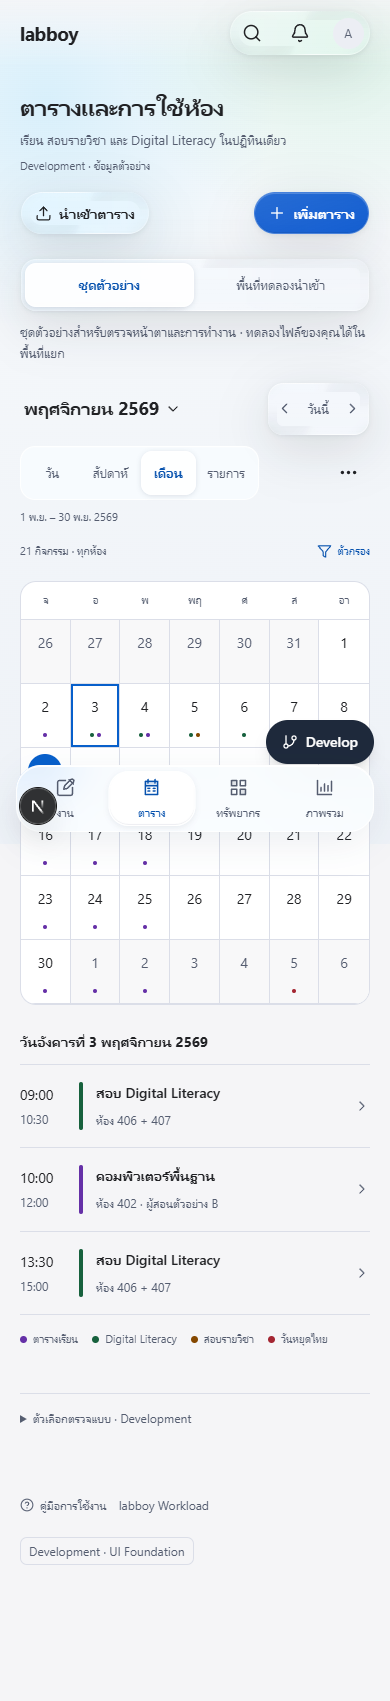 labboy
A
ตารางและการใช้ห้อง
เรียน สอบรายวิชา และ Digital Literacy ในปฏิทินเดียว
Development · ข้อมูลตัวอย่าง
นำเข้าตาราง
เพิ่มตาราง
ชุดตัวอย่าง
พื้นที่ทดลองนำเข้า
ชุดตัวอย่างสำหรับตรวจหน้าตาและการทำงาน · ทดลองไฟล์ของคุณได้ใน
พื้นที่แยก
พฤศจิกายน 2569
วันนี้
วัน สัปดาห์ เดือน รายการ
1 พ.ย. – 30 พ.ย. 2569
21 กิจกรรม · ทุกห้อง
ตัวกรอง
จ อ พ พฤ ศ ส อา
26 27 28 29 30 31 1
2 3 4 5 6 7 8
Develop
N
งาน ตาราง ทรัพยากร ภาพรวม
16 17 18 19 20 21 22
23 24 25 26 27 28 29
30 1 2 3 4 5 6
วันอังคารที่ 3 พฤศจิกายน 2569
09:00 สอบ Digital Literacy
10:30 ห้อง 406 + 407
10:00 คอมพิวเตอร์พื้นฐาน
12:00 ห้อง 402 · ผู้สอนตัวอย่าง B
13:30 สอบ Digital Literacy
15:00 ห้อง 406 + 407
ตารางเรียน Digital Literacy สอบรายวิชา วันหยุดไทย
ตัวเลือกตรวจแบบ · Development
คู่มือการใช้งาน labboy Workload
Development · UI Foundation